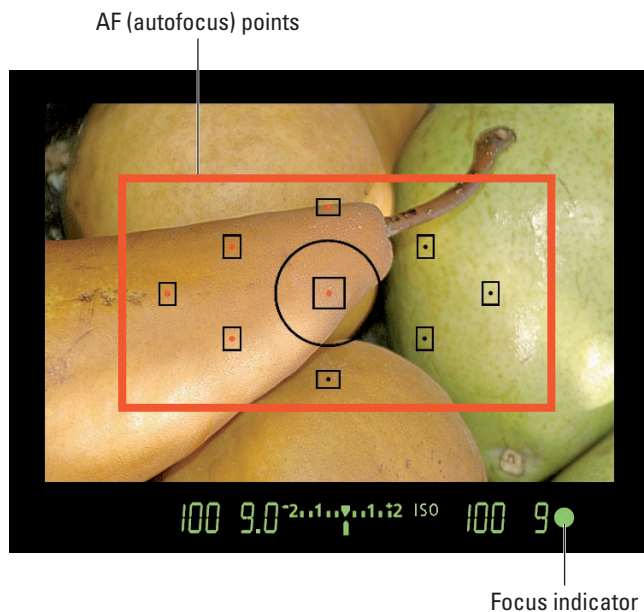 AF (autofocus) points
100 9.0 -2..1..▼..1..+2 ISO 100 9
Focus indicator